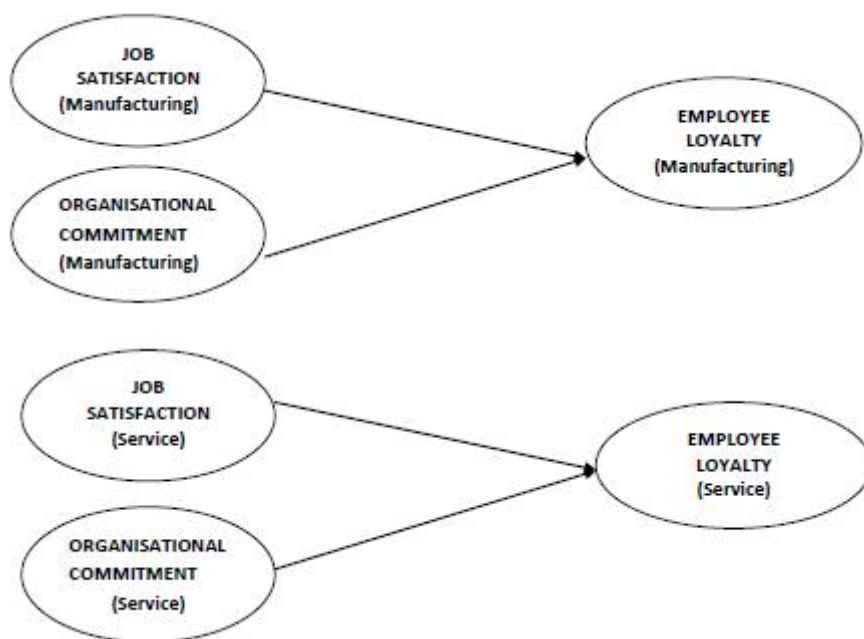 JOB
SATISFACTION
(Manufacturing)
EMPLOYEE
LOYALTY
(Manufacturing)
ORGANISATIONAL
COMMITMENT
(Manufacturing)
JOB
SATISFACTION
(Service)
EMPLOYEE
LOYALTY
(Service)
ORGANISATIONAL
COMMITMENT
(Service)